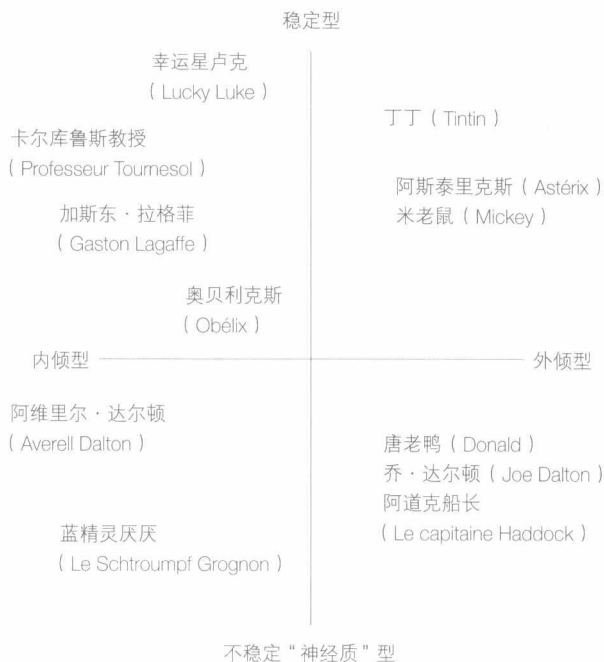 稳定型
幸运星卢克
( Lucky Luke )
丁丁 ( Tintin )
卡尔库鲁斯教授
( Professeur Tournesol )
阿斯泰里克斯 ( Astérix )
加斯东 · 拉格菲
米老鼠 ( Mickey )
( Gaston Lagaffe )
奥贝利克斯
( Obélix )
内倾型
外倾型
阿维里尔 · 达尔顿
( Averell Dalton )
唐老鸭 ( Donald )
乔 · 达尔顿 ( Joe Dalton )
阿道克船长
( Le capitaine Haddock )
蓝精灵厌厌
( Le Schtroumpf Grognon )
不稳定 “ 神经质 ” 型